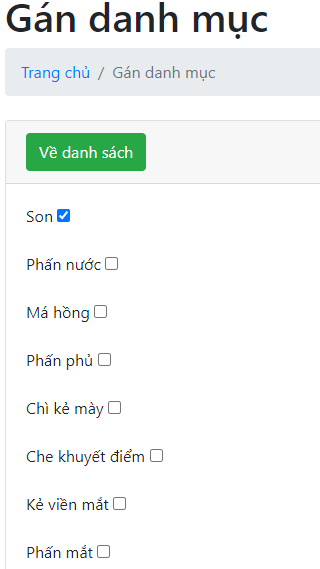 Gán danh mục
Trang chủ / Gán danh mục
Về danh sách
Son
Phấn nước
Má hồng
Phấn phủ
Chì kẻ mày
Che khuyết điểm
Kẻ viền mắt
Phấn mắt